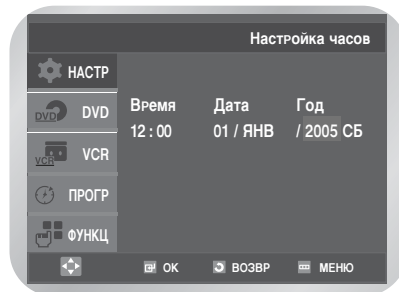 Настройка часов
НАСТР
DVD DVD
VCR VCR
ПРОГР
ФУНКЦ
Время Дата Год
12 : 00 01 / ЯНВ / 2005 СБ
ОК ВОЗВР МЕНЮ